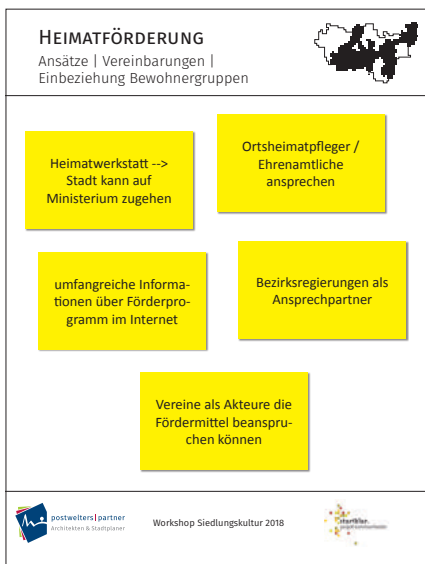 HEIMATFÖRDERUNG
Ansätze | Vereinbarungen |
Einbeziehung Bewohnergruppen
Heimatwerkstatt -->
Stadt kann auf
Ministerium zugehen
Ortsheimatpfleger /
Ehrenamtliche
ansprechen
umfangreiche Informa-
tionen über Förderpro-
gramm im Internet
Bezirksregierungen als
Ansprechpartner
Vereine als Akteure die
Fördermittel beanspru-
chen können
postwelters|partner
Architekten & Stadtplaner
Workshop Siedlungskultur 2018
startklar.